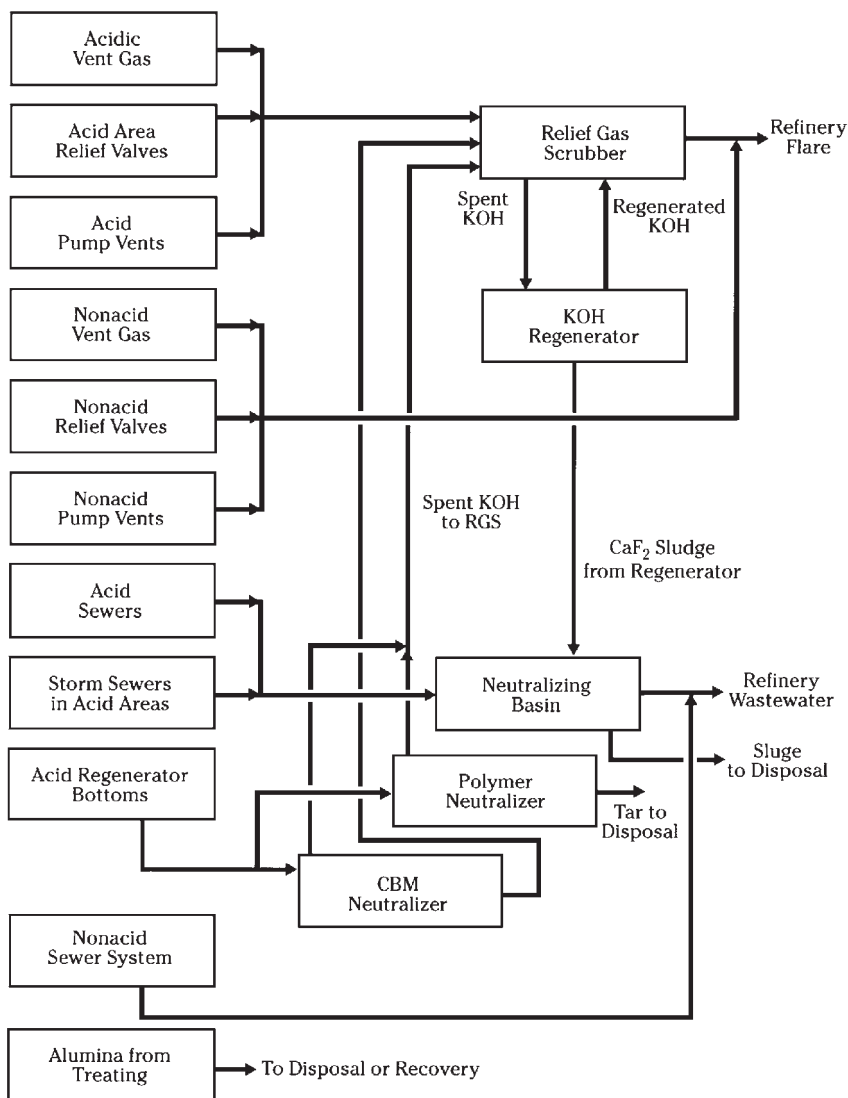 Acidic
Vent Gas
Acid Area
Relief Valves
Relief Gas
Scrubber
Refinery
Flare
Acid
Pump Vents
Spent
KOH
Regenerated
KOH
Nonacid
Vent Gas
KOH
Regenerator
Nonacid
Relief Valves
Nonacid
Pump Vents
Spent KOH
to RGS
CaF₂ Sludge
from Regenerator
Acid
Sewers
Storm Sewers
in Acid Areas
Neutralizing
Basin
Refinery
Wastewater
Sluge
to Disposal
Acid Regenerator
Bottoms
Polymer
Neutralizer
Tar to
Disposal
CBM
Neutralizer
Nonacid
Sewer System
Alumina from
Treating
To Disposal or Recovery